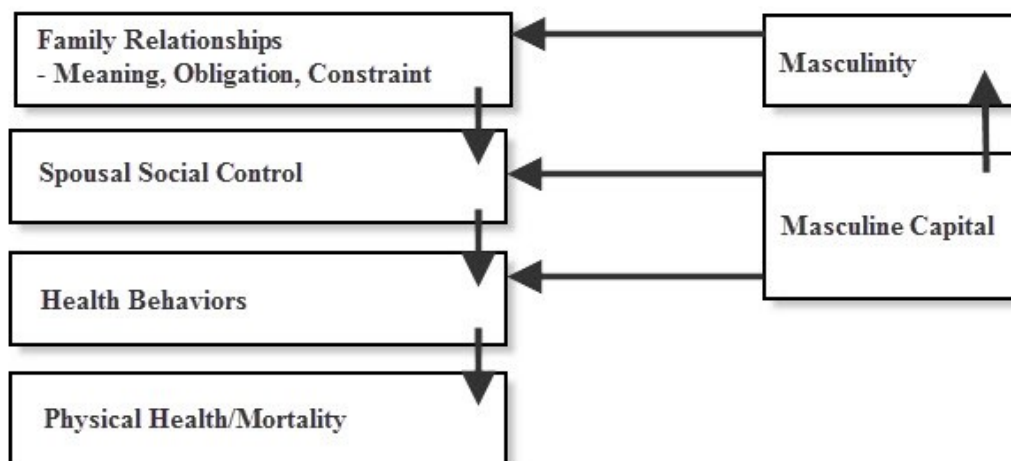 Family Relationships
- Meaning, Obligation, Constraint
Masculinity
Spousal Social Control
Masculine Capital
Health Behaviors
Physical Health/Mortality